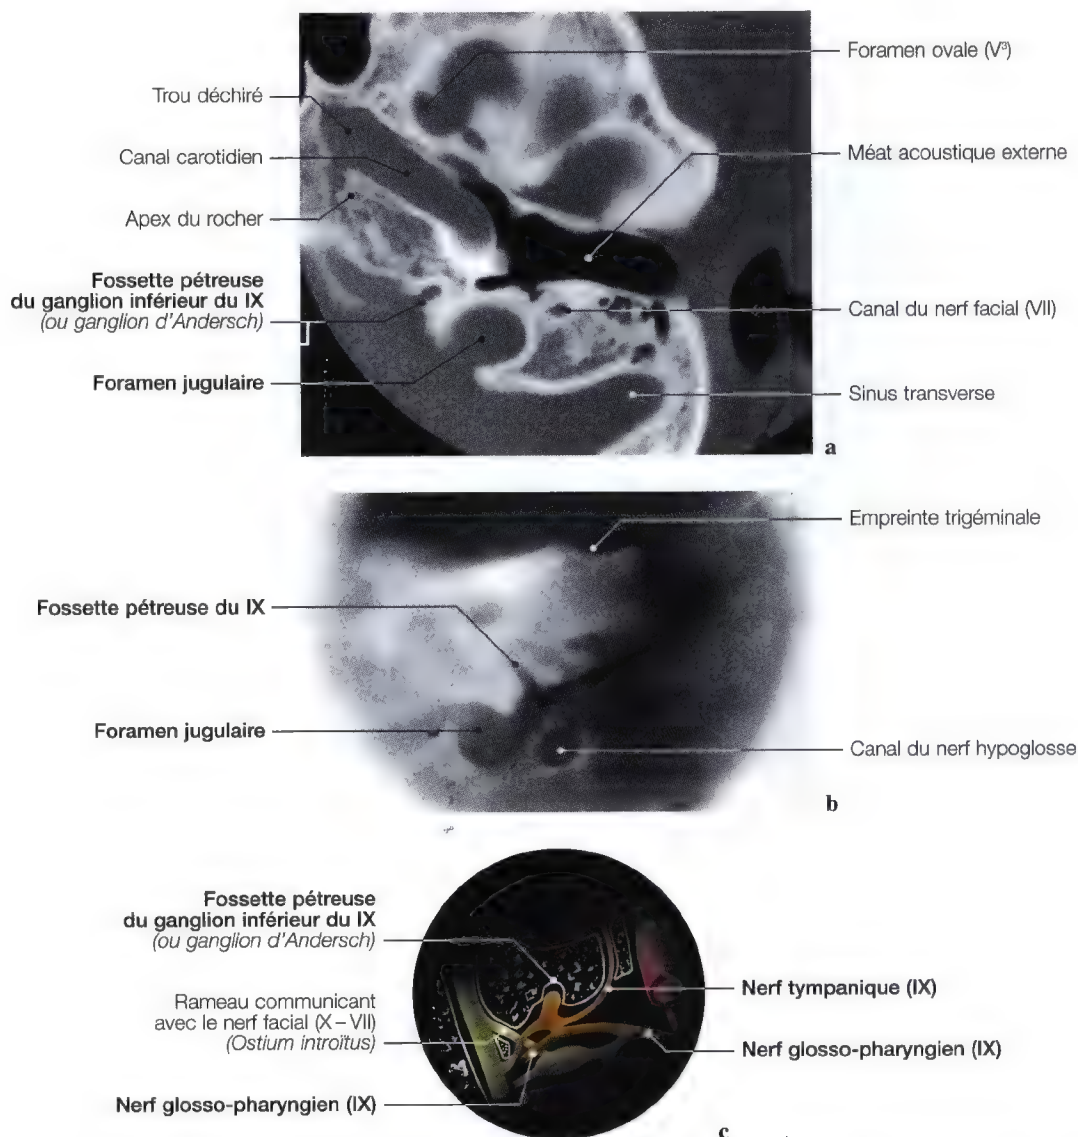 Foramen ovale (V³)
Trou déchiré
Canal carotidien
Méat acoustique externe
Apex du rocher
Fossette pétreuse
du ganglion inférieur du IX
(ou ganglion d'Andersch)
Canal du nerf facial (VII)
Foramen jugulaire
Sinus transverse
a
Empreinte trigéminale
Fossette pétreuse du IX
Foramen jugulaire
Canal du nerf hypoglosse
b
Fossette pétreuse
du ganglion inférieur du IX
(ou ganglion d'Andersch)
Nerf tympanique (IX)
Rameau communicant
avec le nerf facial (X–VII)
(Ostium introïtus)
Nerf glosso-pharyngien (IX)
Nerf glosso-pharyngien (IX)
c